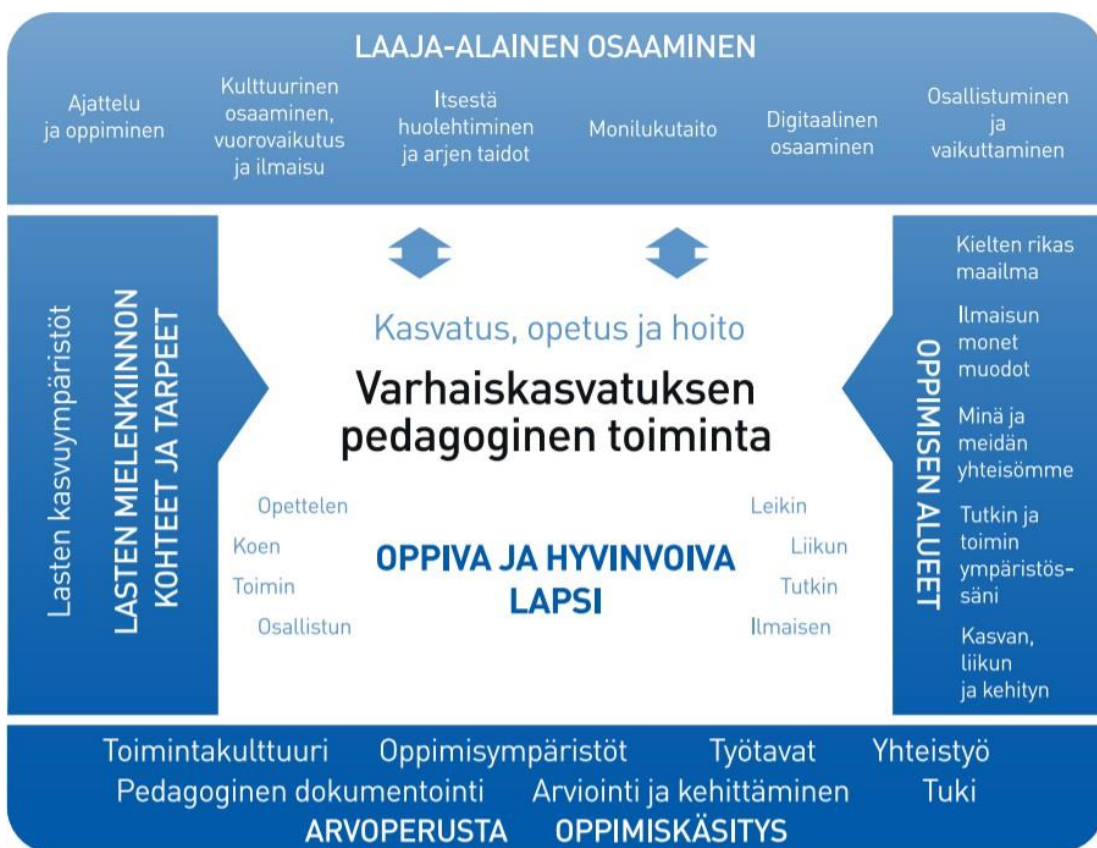 LAAJA-ALAINEN OSAAMINEN
Ajattelu
ja oppiminen
Kulttuurinen
osaaminen,
vuorovaikutus
ja ilmaisu
Itsestä
huolehtiminen
ja arjen taidot
Monilukutaito
Digitaalinen
osaaminen
Osallistuminen
ja
vaikuttaminen
Lasten kasvuympäristöt
LASTEN MIELENKIINNON
KOHTEET JA TARPEET
Kasvatus, opetus ja hoito
Varhaiskasvatuksen
pedagoginen toiminta
Opettelen
Koen
Toimin
Osallistun
OPPIVA JA HYVINVOIVA
LAPSI
Leikin
Liikun
Tutkin
Ilmaisen
OPPIMISEN ALUEET
Kielten rikas
maailma
Ilmaisun
monet
muodot
Minä ja
meidän
yhteisömme
Tutkin ja
toimin
ympäristös-
säni
Kasvan,
liikun
ja kehityn
Toimintakulttuuri Oppimisympäristöt Työtavat Yhteistyö
Pedagoginen dokumentointi Arviointi ja kehittäminen Tuki
ARVOPERUSTA OPPIMISKÄSITYS